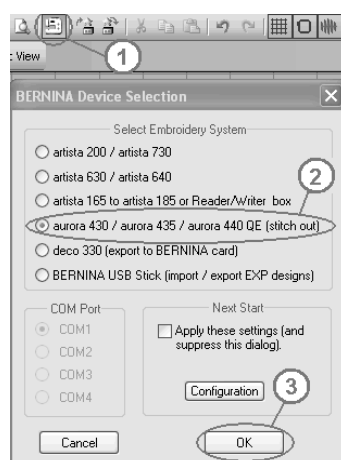 : View
1
BERNINA Device Selection
Select Embroidery System
artista 200 / artista 730
artista 630 / artista 640
2
artista 165 to artista 185 or Reader/Writer box
aurora 430 / aurora 435 / aurora 440 QE (stitch out)
deco 330 (export to BERNINA card)
BERNINA USB Stick (import / export EXP designs)
COM Port
COM1
COM2
COM3
COM4
Next Start
Apply these settings (and
suppress this dialog).
Configuration
3
Cancel
OK